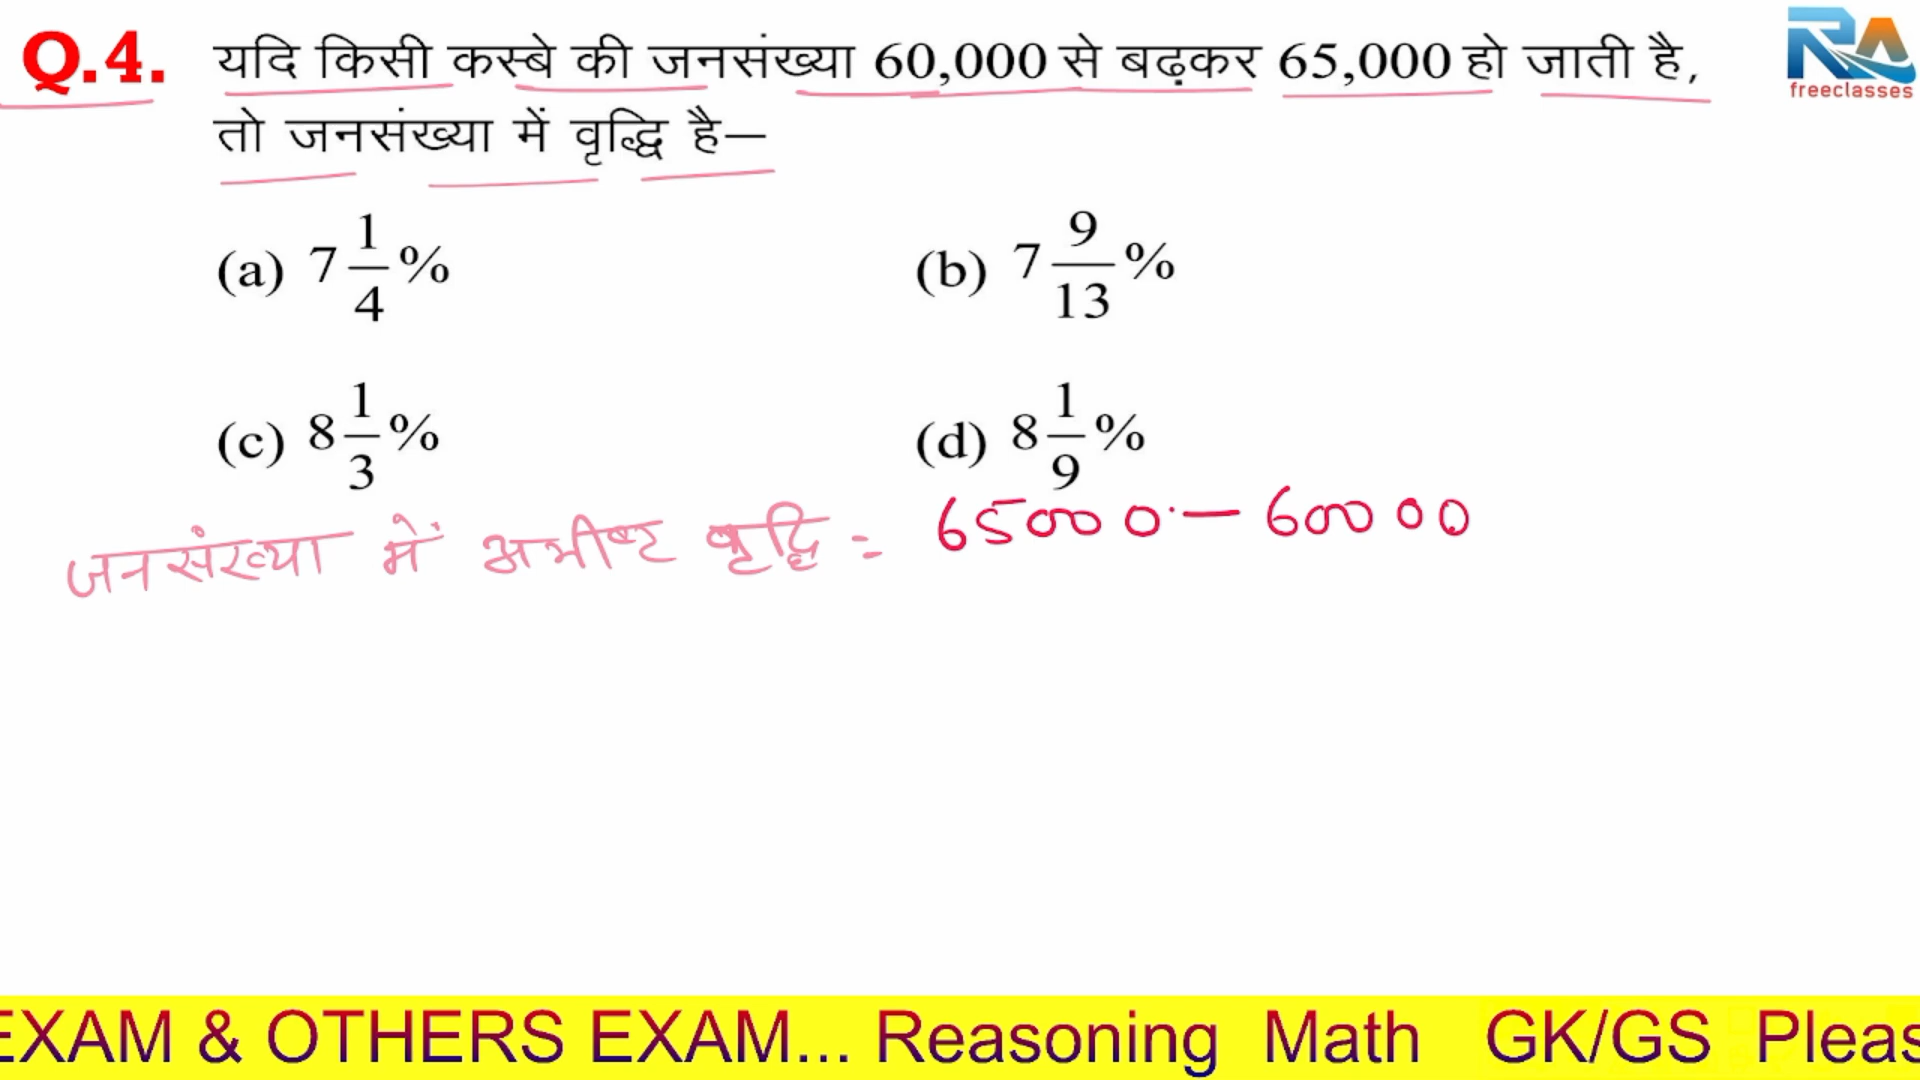 Q.4. यदि किसी कस्बे की जनसंख्या 60,000 से बढ़कर 65,000 हो जाती है,
तो जनसंख्या में वृद्धि है–
(a) 7 1/4 % (b) 7 9/13 %
(c) 8 1/3 % (d) 8 1/9 %
जनसंख्या में अभीष्ट वृद्धि = 65000 – 60000
RA
freeclasses
EXAM & OTHERS EXAM... Reasoning Math GK/GS Pleas